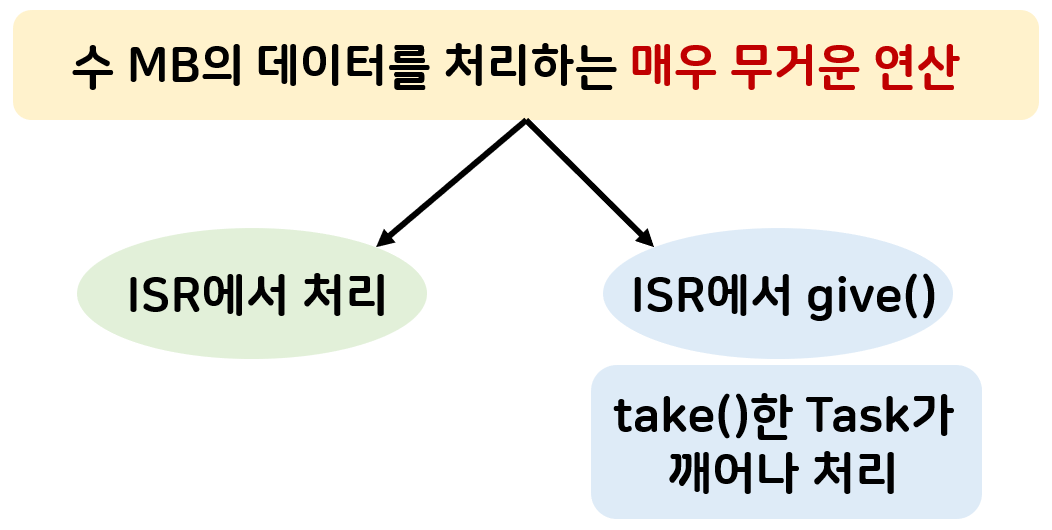 수 MB의 데이터를 처리하는 매우 무거운 연산
ISR에서 처리
ISR에서 give()
take()한 Task가
깨어나 처리